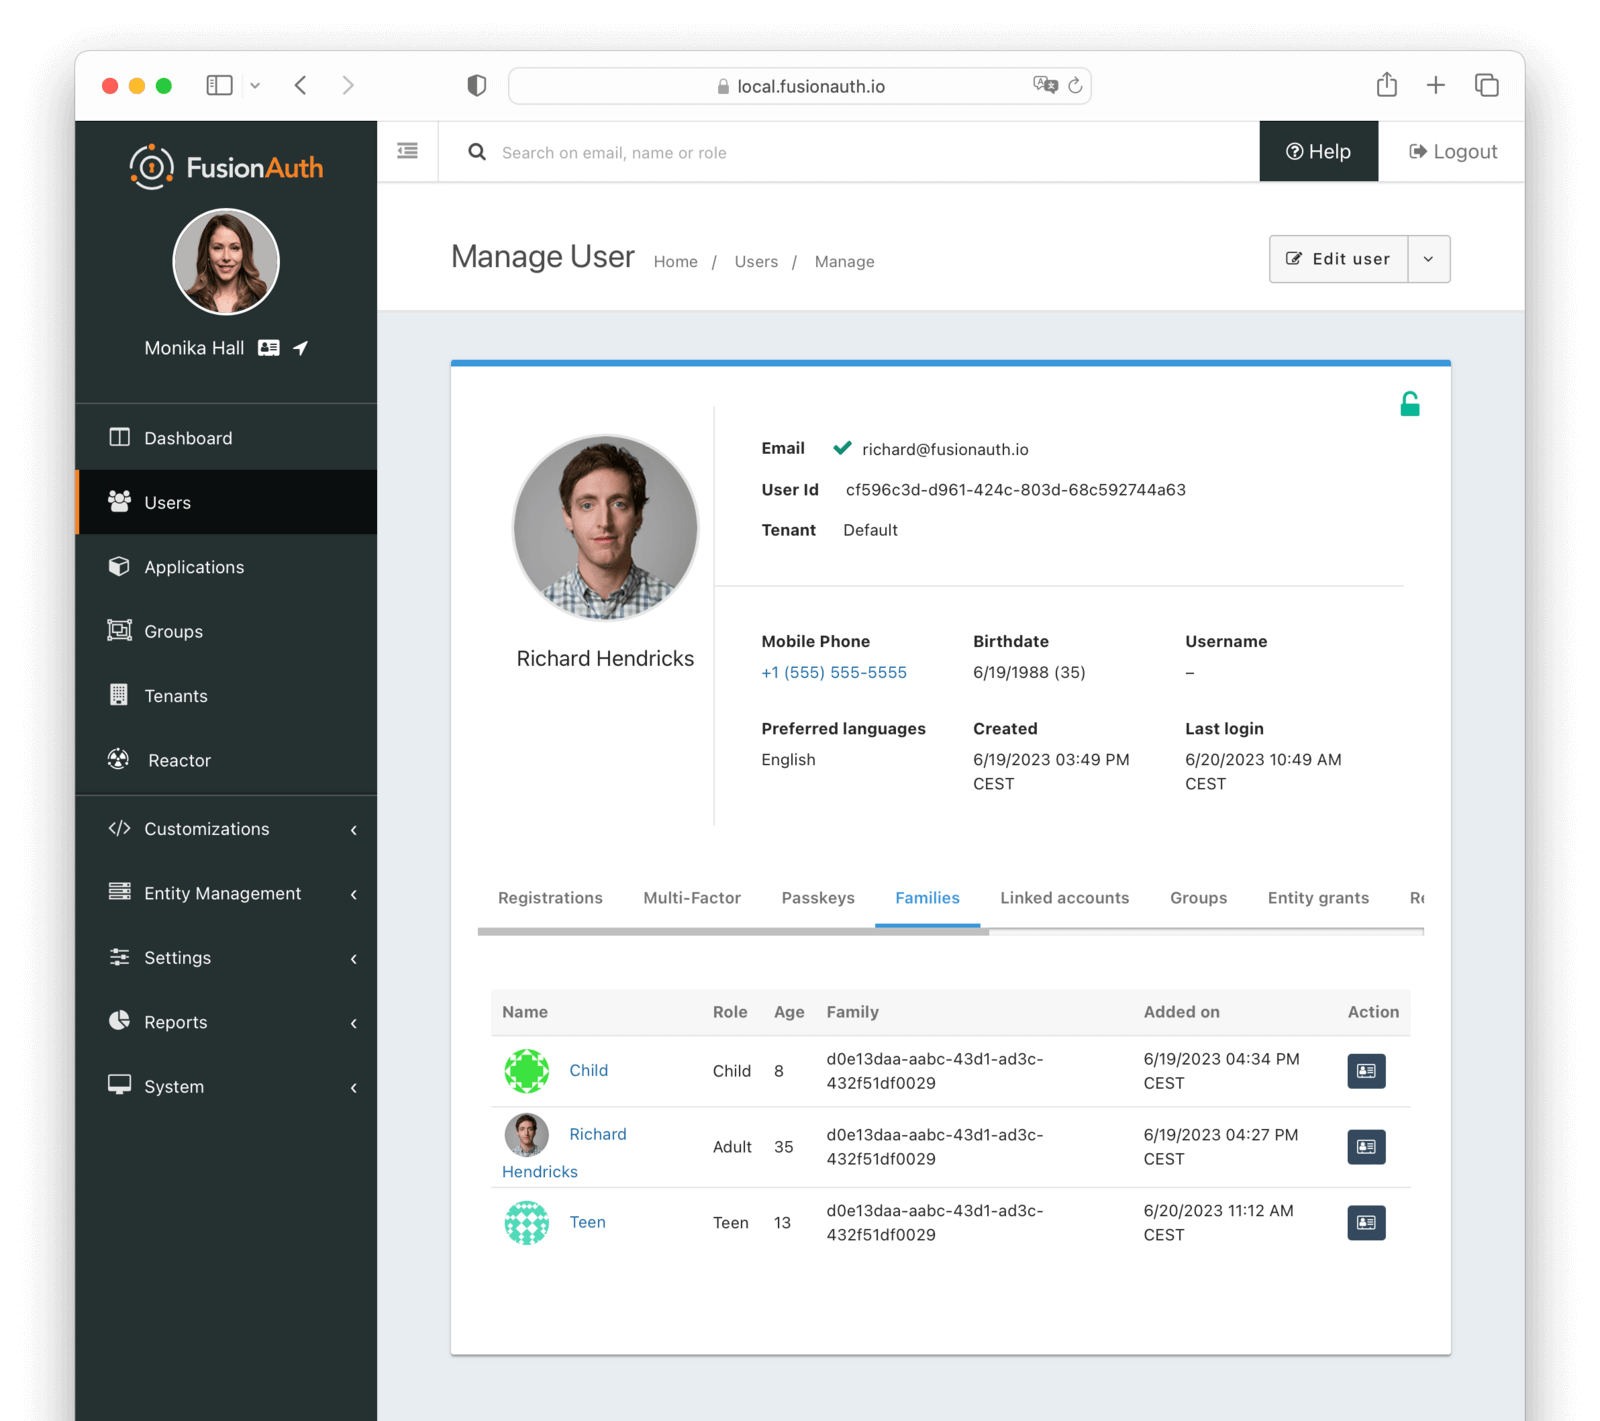 local.fusionauth.io
FusionAuth
Search on email, name or role
Help
Logout
Monika Hall
Dashboard
Users
Applications
Groups
Tenants
Reactor
Customizations
Entity Management
Settings
Reports
System
Manage User
Home / Users / Manage
Edit user
Richard Hendricks
Email richard@fusionauth.io
User Id cf596c3d-d961-424c-803d-68c592744a63
Tenant Default
Mobile Phone Birthdate Username
+1 (555) 555-5555 6/19/1988 (35) –
Preferred languages Created Last login
English 6/19/2023 03:49 PM 6/20/2023 10:49 AM
CEST CEST
Registrations Multi-Factor Passkeys Families Linked accounts Groups Entity grants
Name Role Age Family Added on Action
Child Child 8 d0e13daa-aabc-43d1-ad3c- 6/19/2023 04:34 PM
432f51df0029 CEST
Richard Adult 35 d0e13daa-aabc-43d1-ad3c- 6/19/2023 04:27 PM
Hendricks 432f51df0029 CEST
Teen Teen 13 d0e13daa-aabc-43d1-ad3c- 6/20/2023 11:12 AM
432f51df0029 CEST